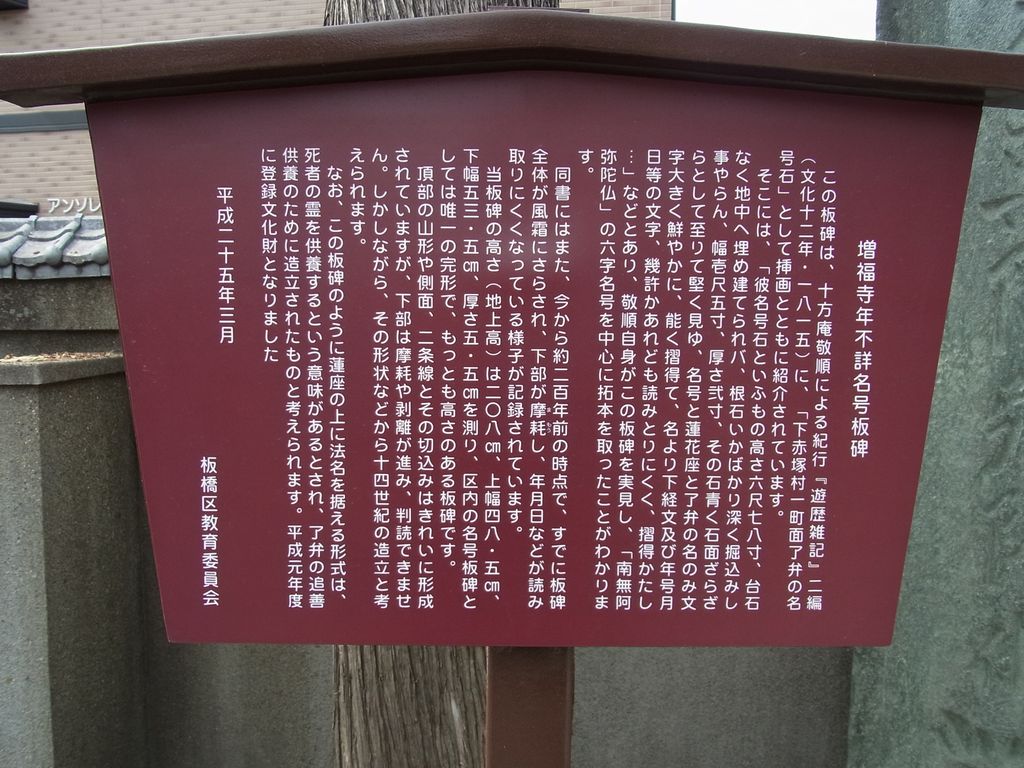 増福寺年不詳名号板碑
この板碑は、十方庵敬順による紀行『遊歴雑記』二編
（文化十二年・一八一五）に、「下赤塚村一町面了弁の名
号石」として挿画とともに紹介されています。
そこには、「彼名号石といふもの高さ六尺七八寸、台石
なく地中へ埋め建てられバ、根石いかばかり深く掘込みし
事やらん、幅壱尺五寸、厚さ弐寸、その石青く石面ざらざ
らとして至りて堅く見ゆ、名号と蓮花座と了弁の名のみ文
字大きく鮮やかに、能く摺得て、名より下経文及び年号月
日等の文字、幾許かあれども読みとりにくく、摺得かたし
…」などとあり、敬順自身がこの板碑を実見し、「南無阿
弥陀仏」の六字名号を中心に拓本を取ったことがわかりま
す。
同書にはまた、今から約二百年前の時点で、すでに板碑
全体が風霜にさらされ、下部が摩耗し、年月日などが読み
取りにくくなっている様子が記録されています。
当板碑の高さ（地上高）は二〇八㎝、上幅四八・五㎝、
下幅五三・五㎝、厚さ五・五㎝を測り、区内の名号板碑と
しては唯一の完形で、もっとも高さのある板碑です。
頂部の山形や側面、二条線とその切込みはきれいに形成
されていますが、下部は摩耗や剥離が進み、判読できませ
ん。しかしながら、その形状などから十四世紀の造立と考
えられます。
なお、この板碑のように蓮座の上に法名を据える形式は、
死者の霊を供養するという意味があるとされ、了弁の追善
供養のために造立されたものと考えられます。平成元年度
に登録文化財となりました
平成二十五年三月
板橋区教育委員会
アンソレ